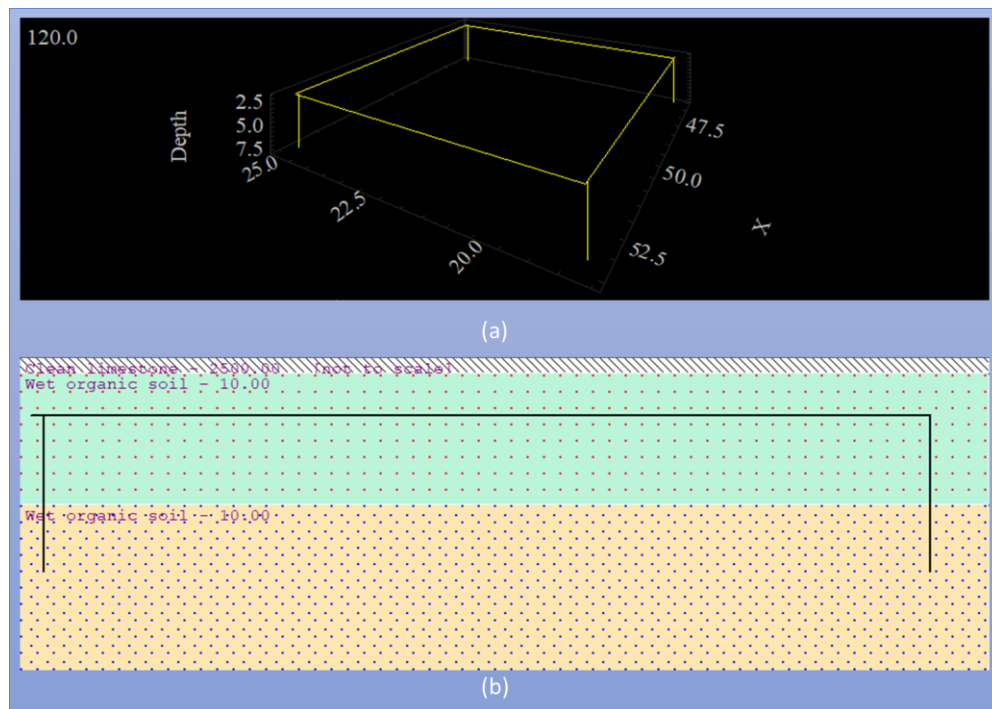 120.0
Depth
2.5
5.0
7.5
25.0
22.5
20.0
47.5
50.0
52.5
X
(a)
Clean limestone - 2500.00 [not to scale]
Wet organic soil - 10.00
Wet organic soil - 10.00
(b)